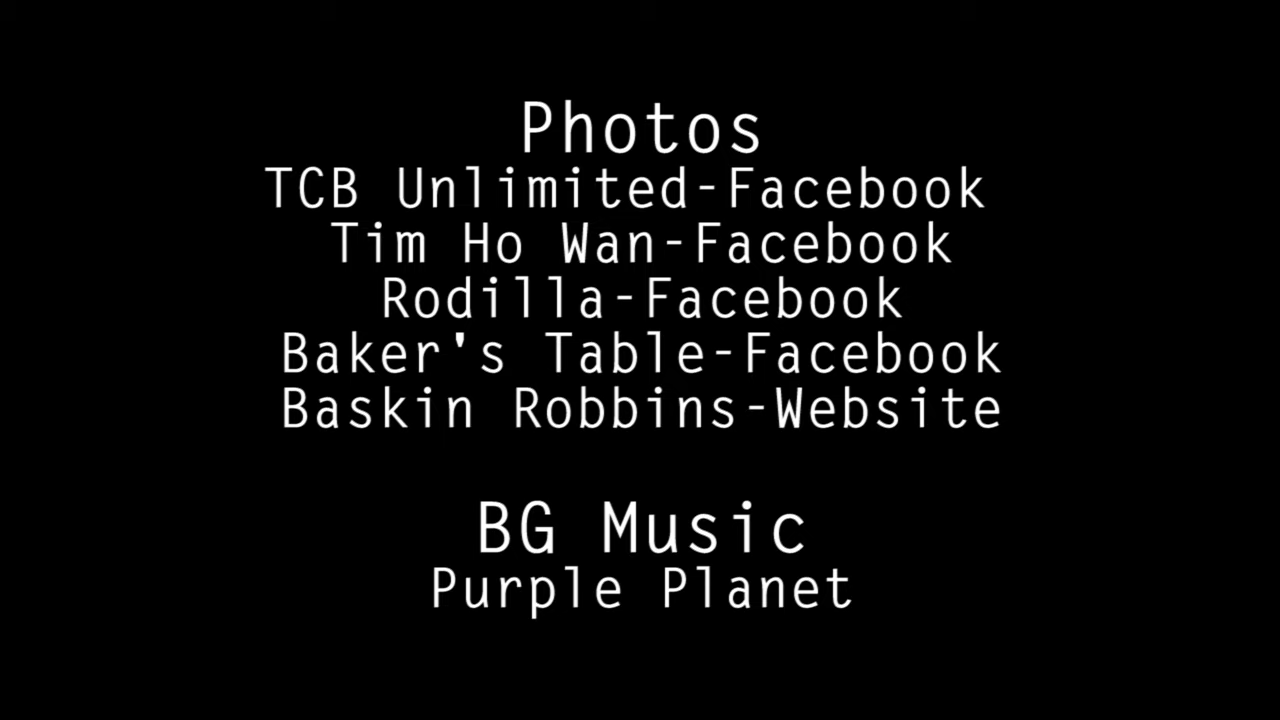 Photos
TCB Unlimited-Facebook
Tim Ho Wan-Facebook
Rodilla-Facebook
Baker's Table-Facebook
Baskin Robbins-Website
BG Music
Purple Planet